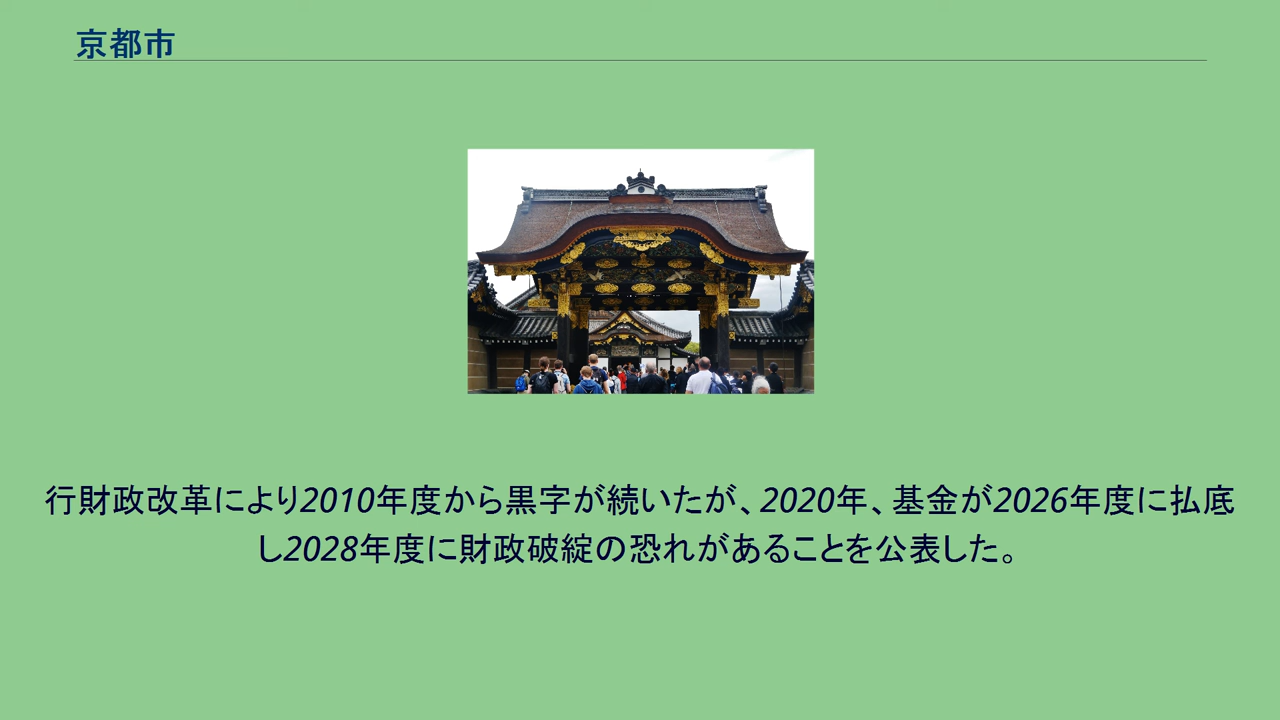 京都市
行財政改革により2010年度から黒字が続いたが、2020年、基金が2026年度に払底
し2028年度に財政破綻の恐れがあることを公表した。